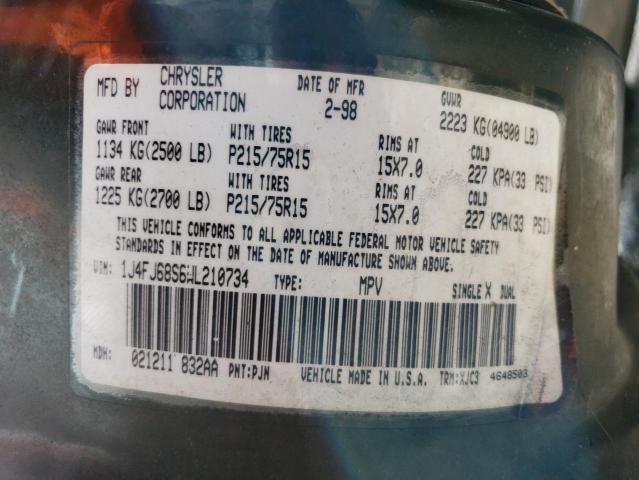 MFD BY CHRYSLER CORPORATION DATE OF MFR 2-98 GVWR 2223 KG(04900 LB)
GAWR FRONT WITH TIRES RIMS AT COLD
1134 KG(2500 LB) P215/75R15 15X7.0 227 KPA(33 PSI)
GAWR REAR WITH TIRES RIMS AT COLD
1225 KG(2700 LB) P215/75R15 15X7.0 227 KPA(33 PSI)
THIS VEHICLE CONFORMS TO ALL APPLICABLE FEDERAL MOTOR VEHICLE SAFETY
STANDARDS IN EFFECT ON THE DATE OF MANUFACTURE SHOWN ABOVE.
VIN: 1J4FJ68S6WL210734 TYPE: MPV SINGLE X DUAL
MDH: 021211 832AA PNT:PJN VEHICLE MADE IN U.S.A. TRM:XJC3 4648503